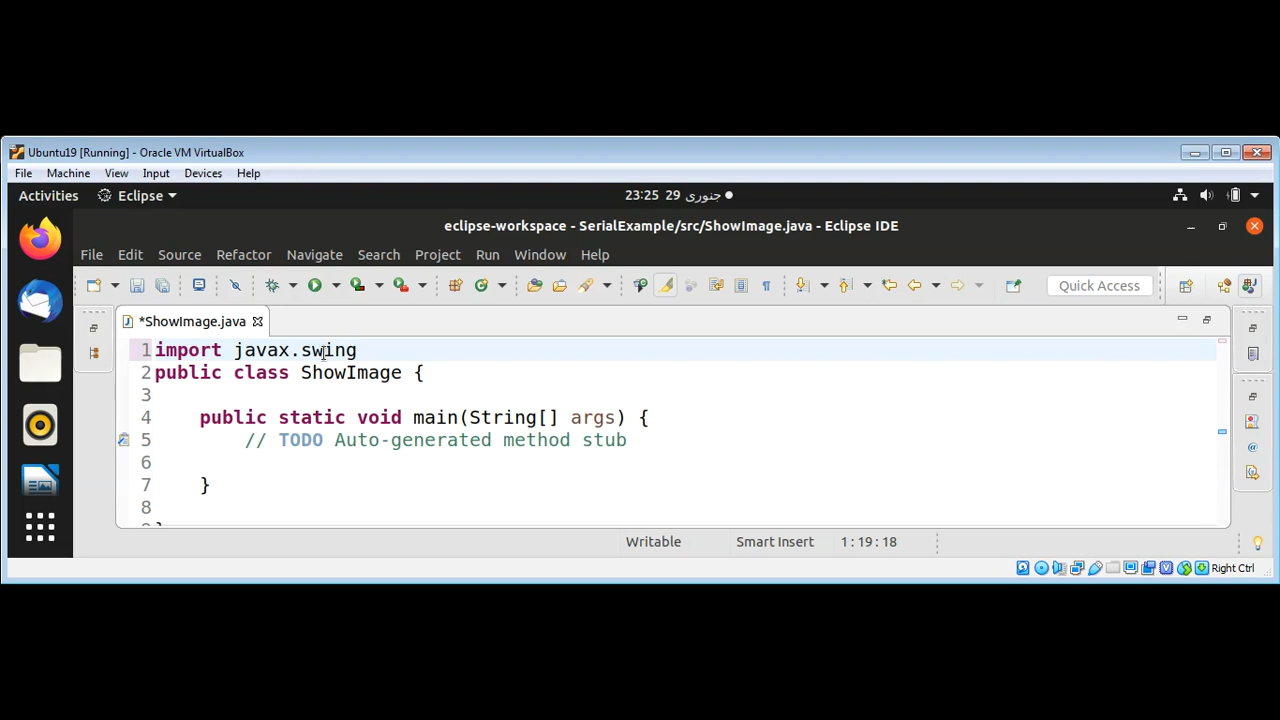 Ubuntu19 [Running] - Oracle VM VirtualBox
File Machine View Input Devices Help
Activities Eclipse 23:25 29 جنوری
eclipse-workspace - SerialExample/src/ShowImage.java - Eclipse IDE
File Edit Source Refactor Navigate Search Project Run Window Help
Quick Access
*ShowImage.java
1 import javax.swing
2 public class ShowImage {
3
4 public static void main(String[] args) {
5 // TODO Auto-generated method stub
6
7 }
8
Writable Smart Insert 1 : 19 : 18
Right Ctrl